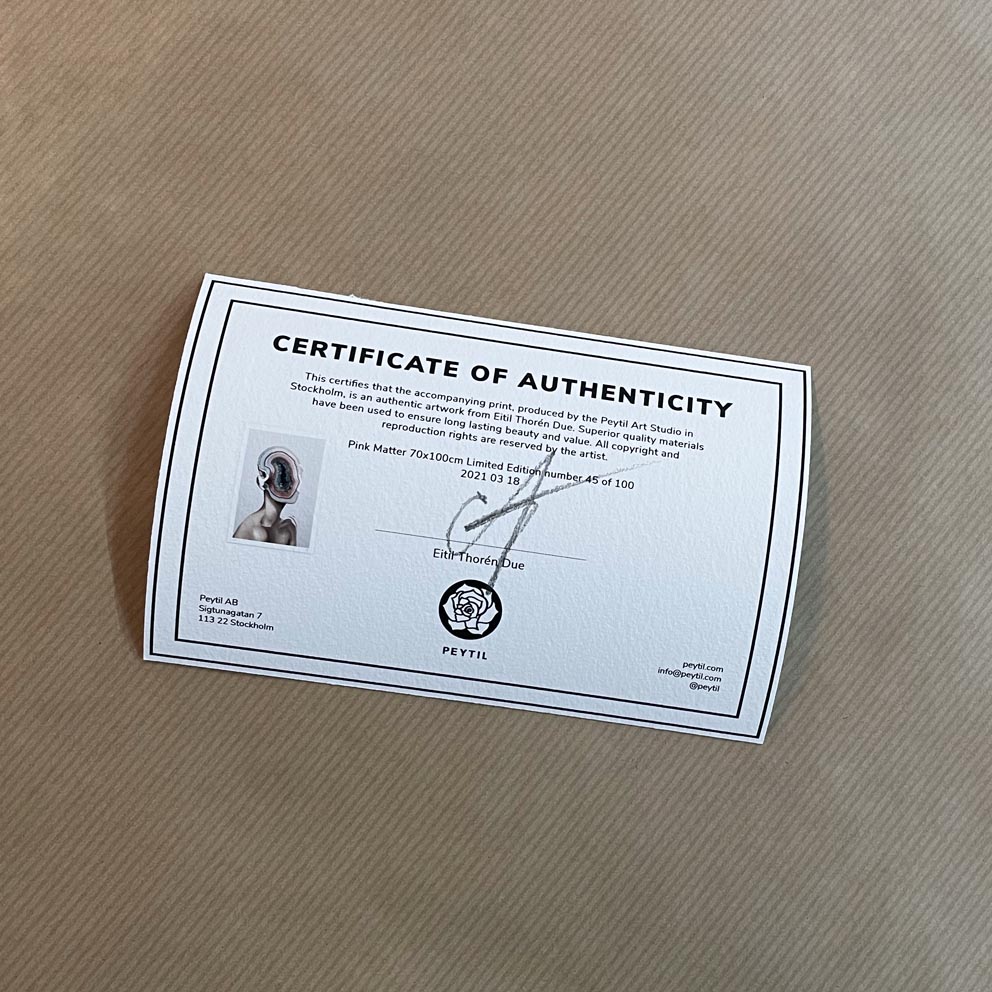 CERTIFICATE OF AUTHENTICITY
This certifies that the accompanying print, produced by the Peytil Art Studio in
Stockholm, is an authentic artwork from Eitil Thorén Due. Superior quality materials
have been used to ensure long lasting beauty and value. All copyright and
reproduction rights are reserved by the artist.
Pink Matter 70x100cm Limited Edition number 45 of 100
2021 03 18
Eitil Thorén Due
PEYTIL
Peytil AB
Sigtunagatan 7
113 22 Stockholm
peytil.com
info@peytil.com
@peytil